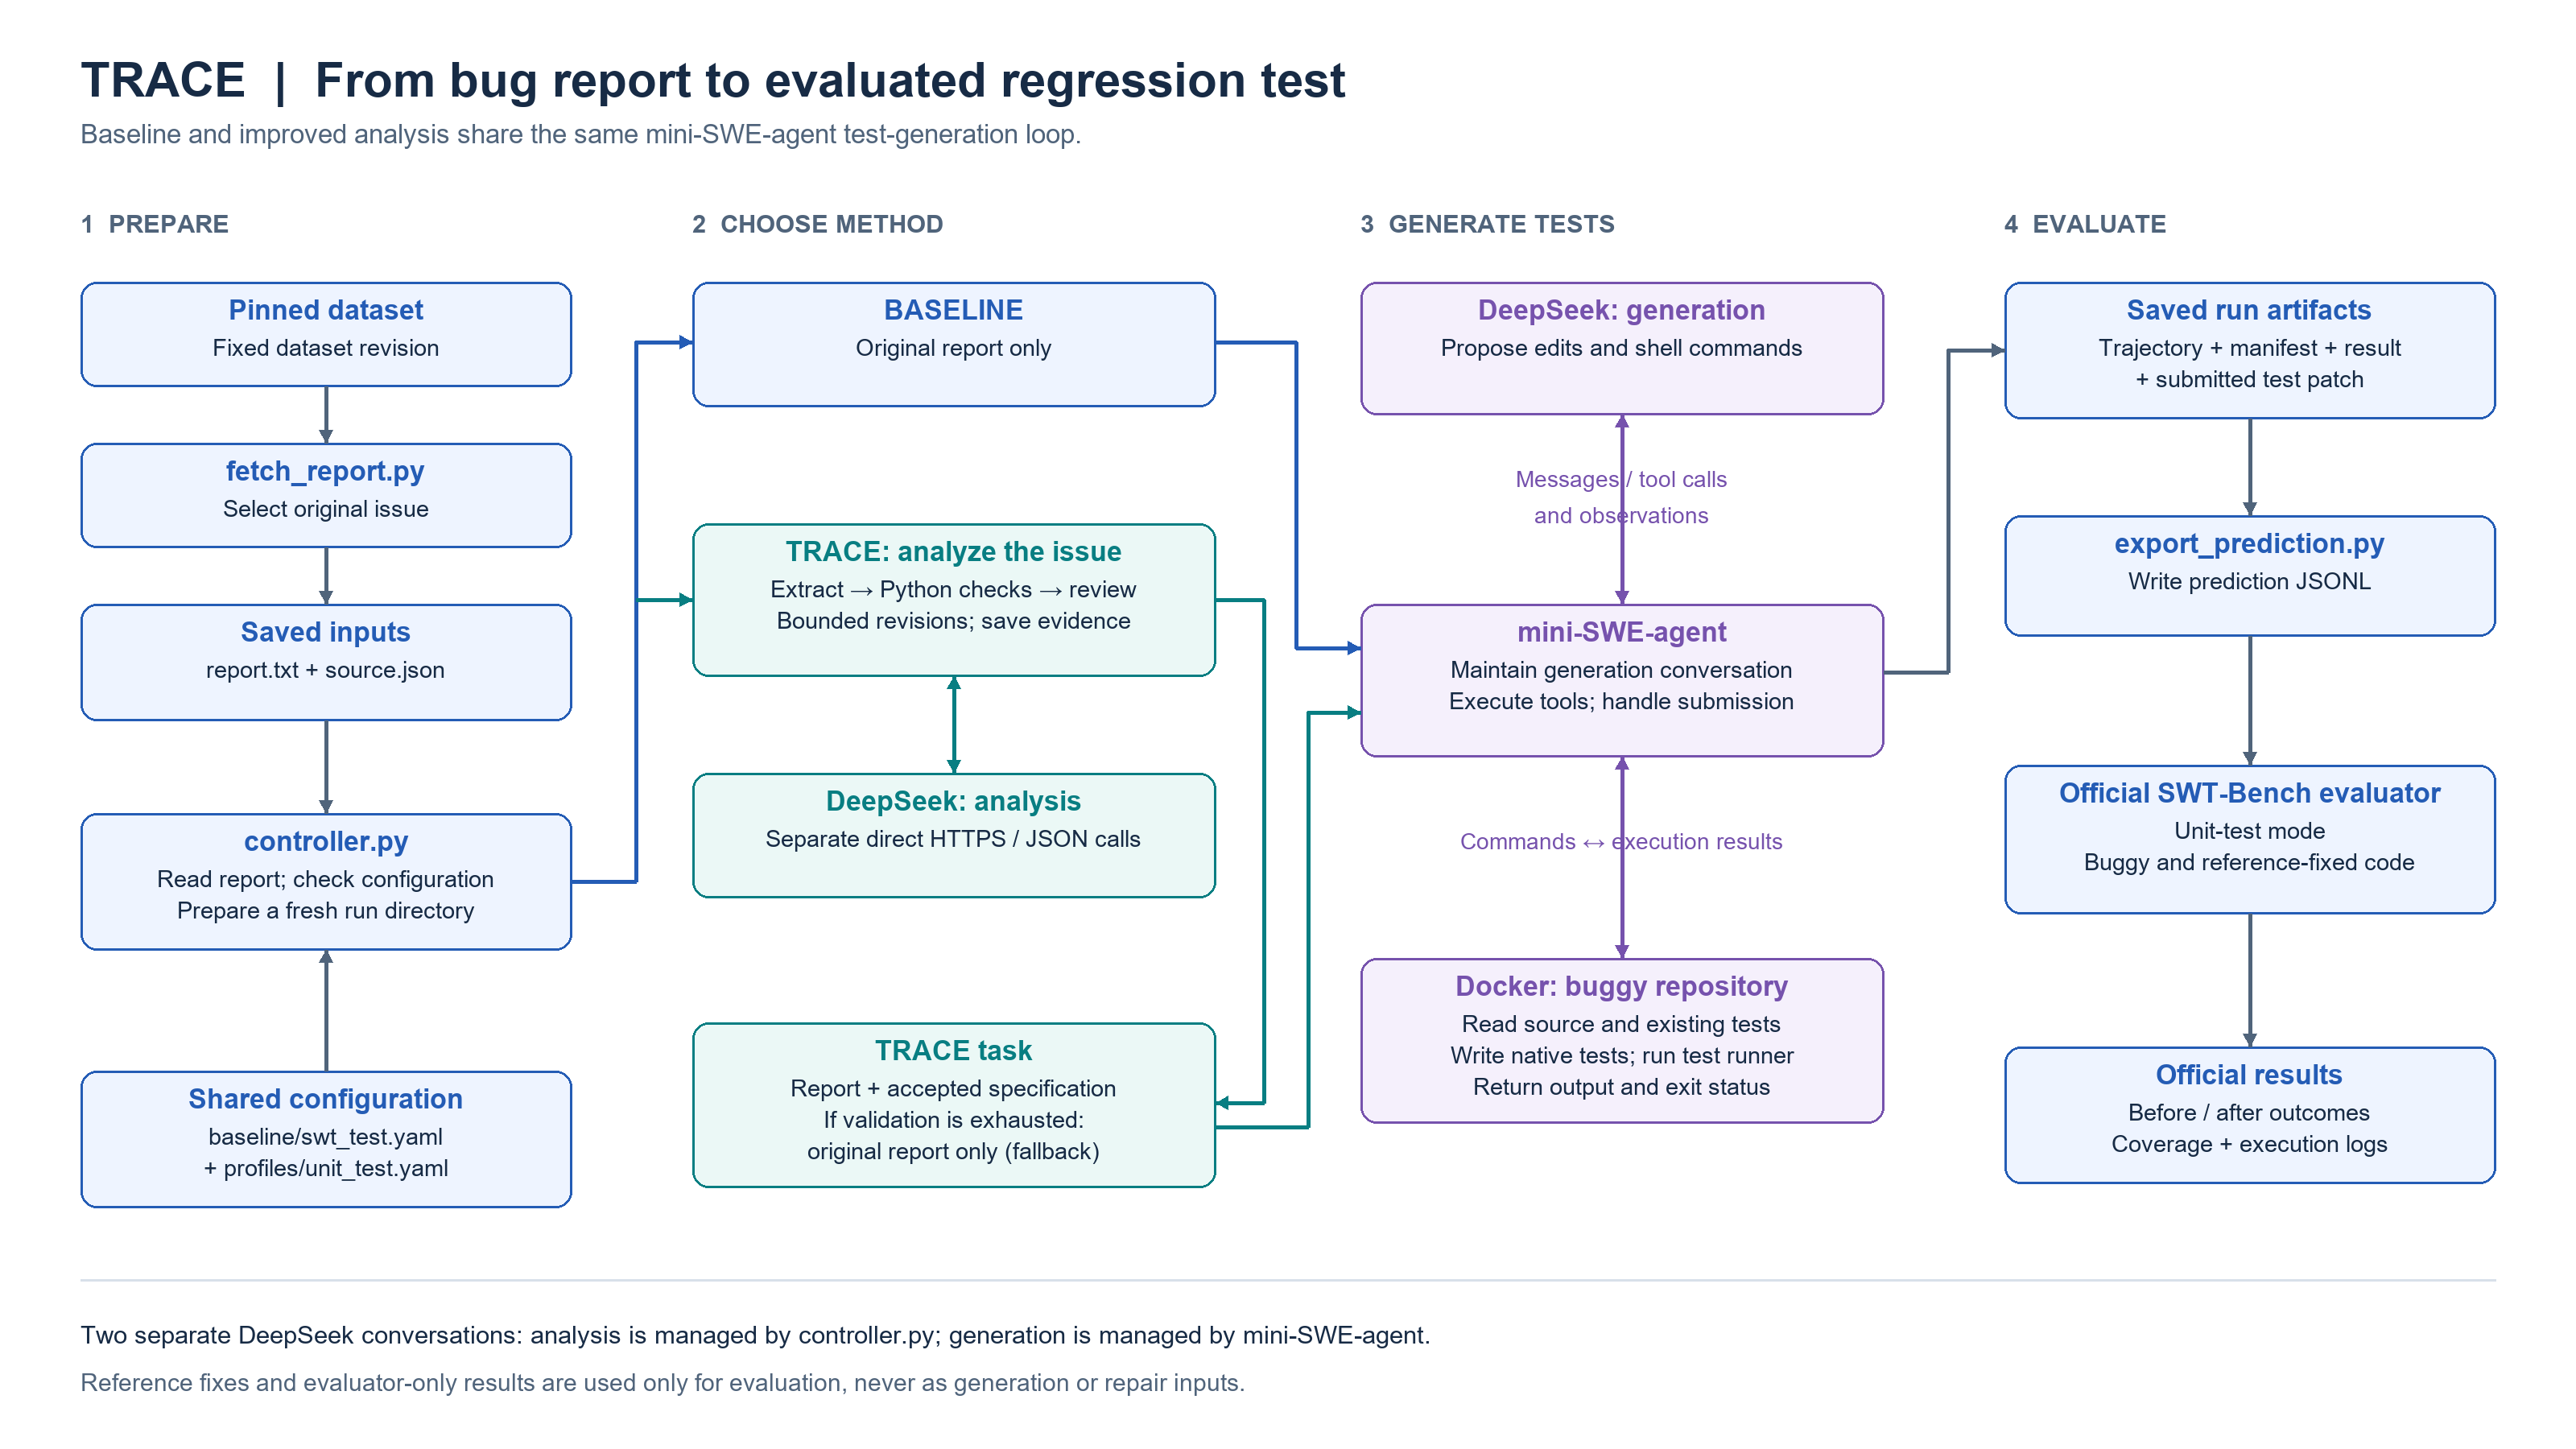 TRACE | From bug report to evaluated regression test
Baseline and improved analysis share the same mini-SWE-agent test-generation loop.
1 PREPARE
Pinned dataset
Fixed dataset revision
fetch_report.py
Select original issue
Saved inputs
report.txt + source.json
controller.py
Read report; check configuration
Prepare a fresh run directory
Shared configuration
baseline/swt_test.yaml
+ profiles/unit_test.yaml
2 CHOOSE METHOD
BASELINE
Original report only
TRACE: analyze the issue
Extract → Python checks → review
Bounded revisions; save evidence
DeepSeek: analysis
Separate direct HTTPS / JSON calls
TRACE task
Report + accepted specification
If validation is exhausted:
original report only (fallback)
3 GENERATE TESTS
DeepSeek: generation
Propose edits and shell commands
Messages / tool calls
and observations
mini-SWE-agent
Maintain generation conversation
Execute tools; handle submission
Commands ↔ execution results
Docker: buggy repository
Read source and existing tests
Write native tests; run test runner
Return output and exit status
4 EVALUATE
Saved run artifacts
Trajectory + manifest + result
+ submitted test patch
export_prediction.py
Write prediction JSONL
Official SWT-Bench evaluator
Unit-test mode
Buggy and reference-fixed code
Official results
Before / after outcomes
Coverage + execution logs
Two separate DeepSeek conversations: analysis is managed by controller.py; generation is managed by mini-SWE-agent.
Reference fixes and evaluator-only results are used only for evaluation, never as generation or repair inputs.